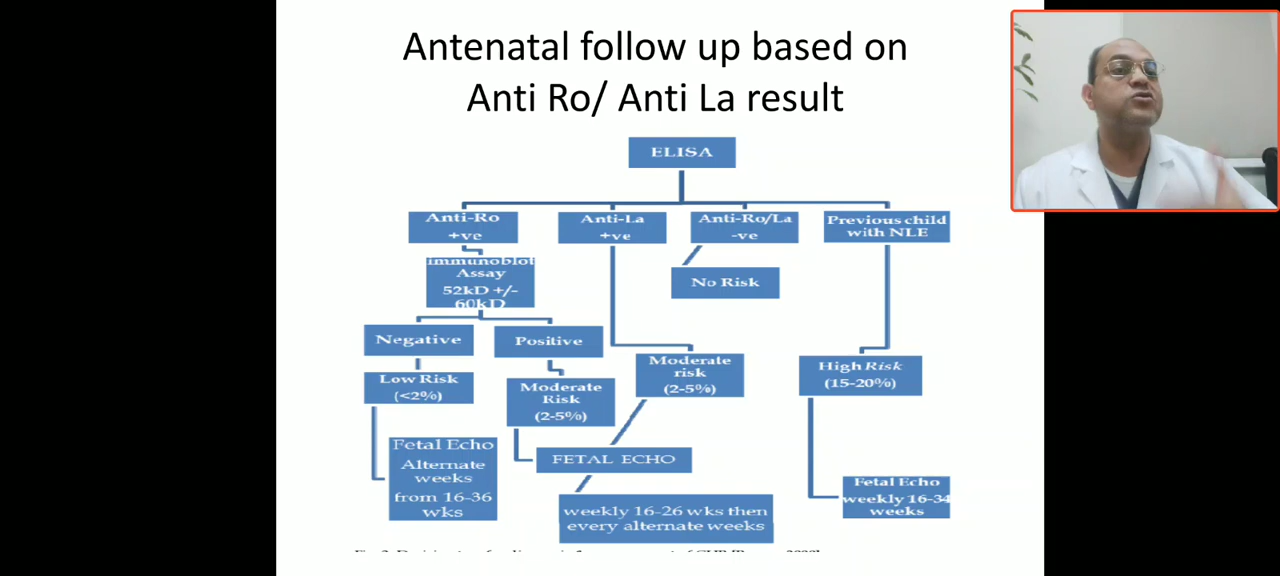 Antenatal follow up based on
Anti Ro/ Anti La result
ELISA
Anti-Ro
+ve
Anti-La
+ve
Anti-Ro/La
-ve
Previous child
with NLE
Immunoblot
Assay
52kD +/-
60kD
No Risk
Negative
Positive
Moderate
risk
(2-5%)
High Risk
(15-20%)
Low Risk
(<2%)
Moderate
Risk
(2-5%)
Fetal Echo
Alternate
weeks
from 16-36
wks
FETAL ECHO
weekly 16-26 wks then
every alternate weeks
Fetal Echo
weekly 16-34
weeks